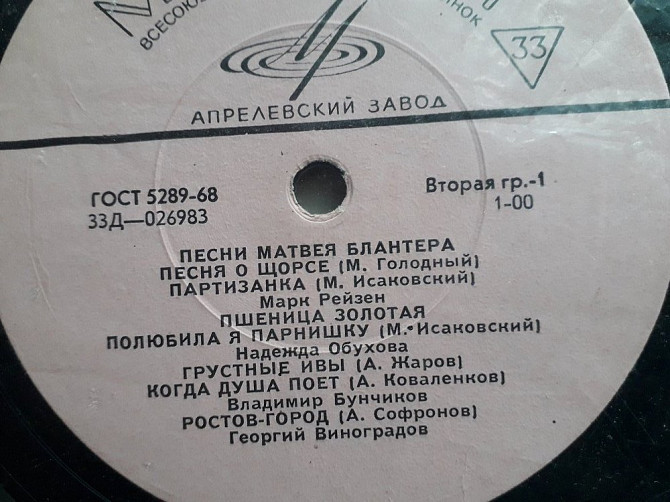 ВСЕСОЮЗ
33
АПРЕЛЕВСКИЙ ЗАВОД
ГОСТ 5289-68
33Д—026983
Вторая гр.-1
1-00
ПЕСНИ МАТВЕЯ БЛАНТЕРА
ПЕСНЯ О ЩОРСЕ (М. Голодный)
ПАРТИЗАНКА (М. Исаковский)
Марк Рейзен
ПШЕНИЦА ЗОЛОТАЯ
ПОЛЮБИЛА Я ПАРНИШКУ (М. Исаковский)
Надежда Обухова
ГРУСТНЫЕ ИВЫ (А. Жаров)
КОГДА ДУША ПОЕТ (А. Коваленков)
Владимир Бунчиков
РОСТОВ-ГОРОД (А. Софронов)
Георгий Виноградов